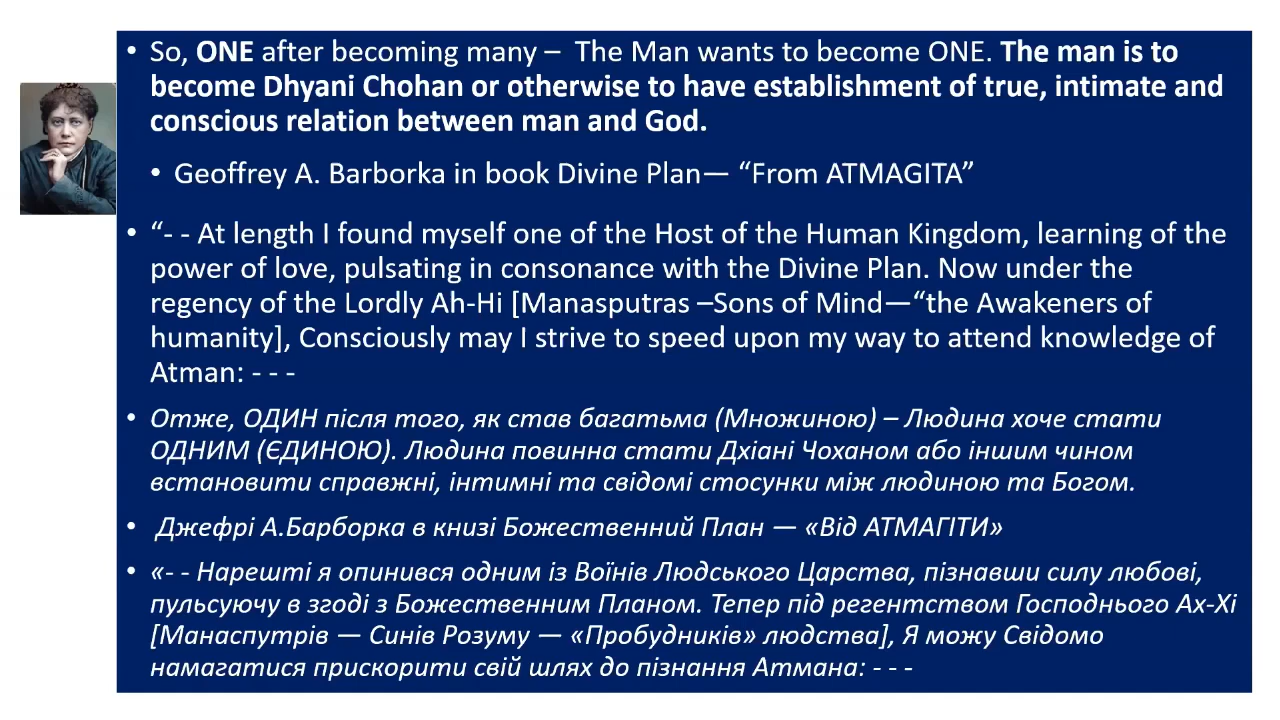 • So, ONE after becoming many – The Man wants to become ONE. The man is to
become Dhyani Chohan or otherwise to have establishment of true, intimate and
conscious relation between man and God.
• Geoffrey A. Barborka in book Divine Plan— “From ATMAGITA”
• “- - At length I found myself one of the Host of the Human Kingdom, learning of the
power of love, pulsating in consonance with the Divine Plan. Now under the
regency of the Lordly Ah-Hi [Manasputras –Sons of Mind—“the Awakeners of
humanity], Consciously may I strive to speed upon my way to attend knowledge of
Atman: - - -
• Отже, ОДИН після того, як став багатьма (Множиною) – Людина хоче стати
ОДНИМ (ЄДИНОЮ). Людина повинна стати Дхіані Чоханом або іншим чином
встановити справжні, інтимні та свідомі стосунки між людиною та Богом.
• Джефрі А.Барборка в книзі Божественний План — «Від АТМАГІТИ»
• «- - Нарешті я опинився одним із Воїнів Людського Царства, пізнавши силу любові,
пульсуючу в згоді з Божественним Планом. Тепер під регентством Господнього Ах-Хі
[Манаспутрів — Синів Розуму — «Пробудників» людства], Я можу Свідомо
намагатися прискорити свій шлях до пізнання Атмана: - - -